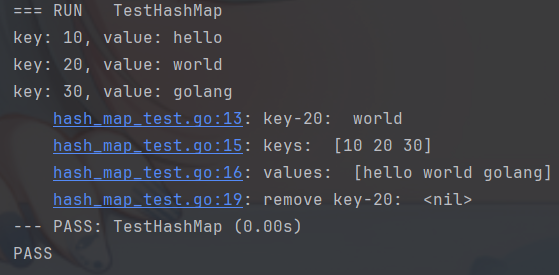 === RUN   TestHashMap
key: 10, value: hello
key: 20, value: world
key: 30, value: golang
    hash_map_test.go:13: key-20:  world
    hash_map_test.go:15: keys:  [10 20 30]
    hash_map_test.go:16: values:  [hello world golang]
    hash_map_test.go:19: remove key-20:  <nil>
--- PASS: TestHashMap (0.00s)
PASS